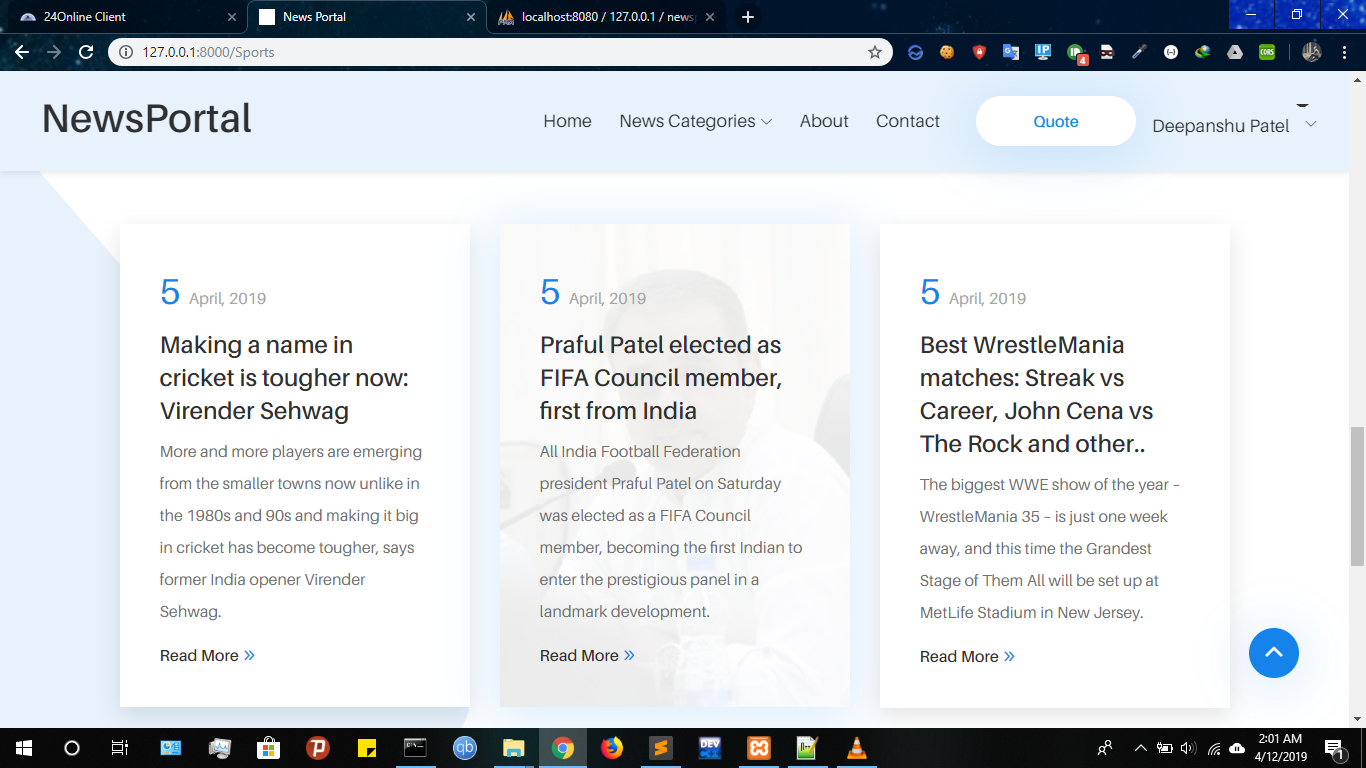 24Online Client
News Portal
localhost:8080 / 127.0.0.1 / news
127.0.0.1:8000/Sports
IP
4
CORS
NewsPortal
Home
News Categories
About
Contact
Quote
Deepanshu Patel
5 April, 2019
Making a name in
cricket is tougher now:
Virender Sehwag
More and more players are emerging
from the smaller towns now unlike in
the 1980s and 90s and making it big
in cricket has become tougher, says
former India opener Virender
Sehwag.
Read More
5 April, 2019
Praful Patel elected as
FIFA Council member,
first from India
All India Football Federation
president Praful Patel on Saturday
was elected as a FIFA Council
member, becoming the first Indian to
enter the prestigious panel in a
landmark development.
Read More
5 April, 2019
Best WrestleMania
matches: Streak vs
Career, John Cena vs
The Rock and other..
The biggest WWE show of the year –
WrestleMania 35 – is just one week
away, and this time the Grandest
Stage of Them All will be set up at
MetLife Stadium in New Jersey.
Read More
qb
DEV
2:01 AM
4/12/2019
1